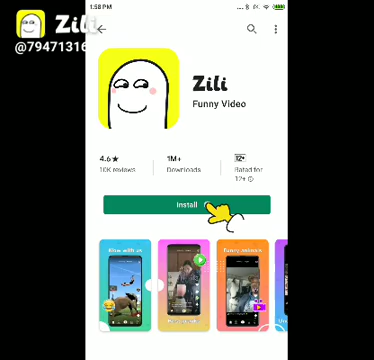 1:58 PM
Zili
@79471316
Zili
Funny Video
4.6★
1M+
12+
10K reviews
Downloads
Rated for
12+
Install
Funny animals